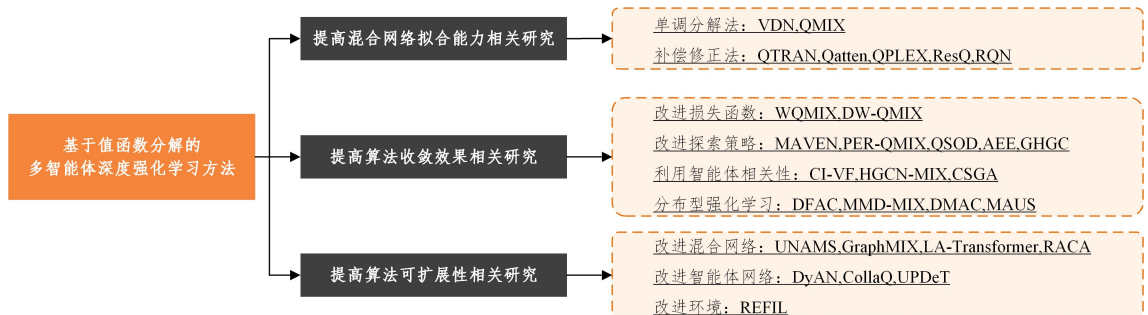 基于值函数分解的
多智能体深度强化学习方法
提高混合网络拟合能力相关研究
单调分解法：VDN,QMIX
补偿修正法：QTRAN,Qatten,QPLEX,ResQ,RQN
提高算法收敛效果相关研究
改进损失函数：WQMIX,DW-QMIX
改进探索策略：MAVEN,PER-QMIX,QSOD,AEE,GHGC
利用智能体相关性：CI-VF,HGCN-MIX,CSGA
分布型强化学习：DFAC,MMD-MIX,DMAC,MAUS
提高算法可扩展性相关研究
改进混合网络：UNAMS,GraphMIX,LA-Transformer,RACA
改进智能体网络：DyAN,CollaQ,UPDeT
改进环境：REFIL